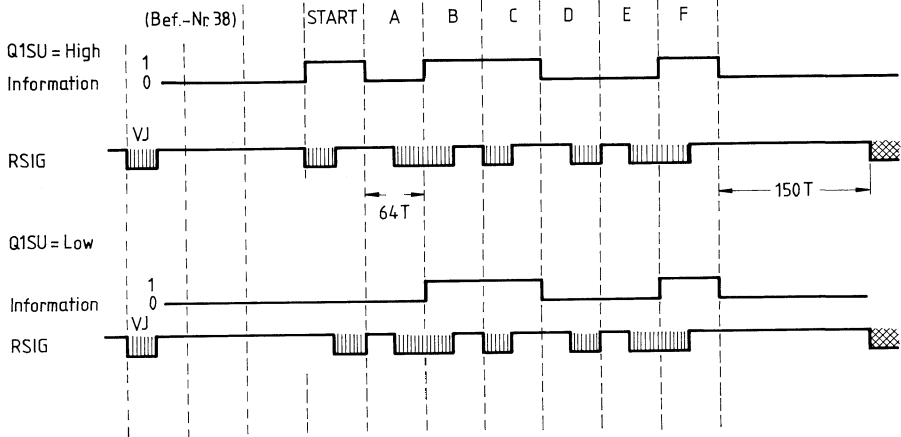 (Bef.-Nr. 38) START A B C D E F
Q1SU = High
1
Information 0
VJ
RSIG
64T
150T
Q1SU = Low
1
Information 0
VJ
RSIG